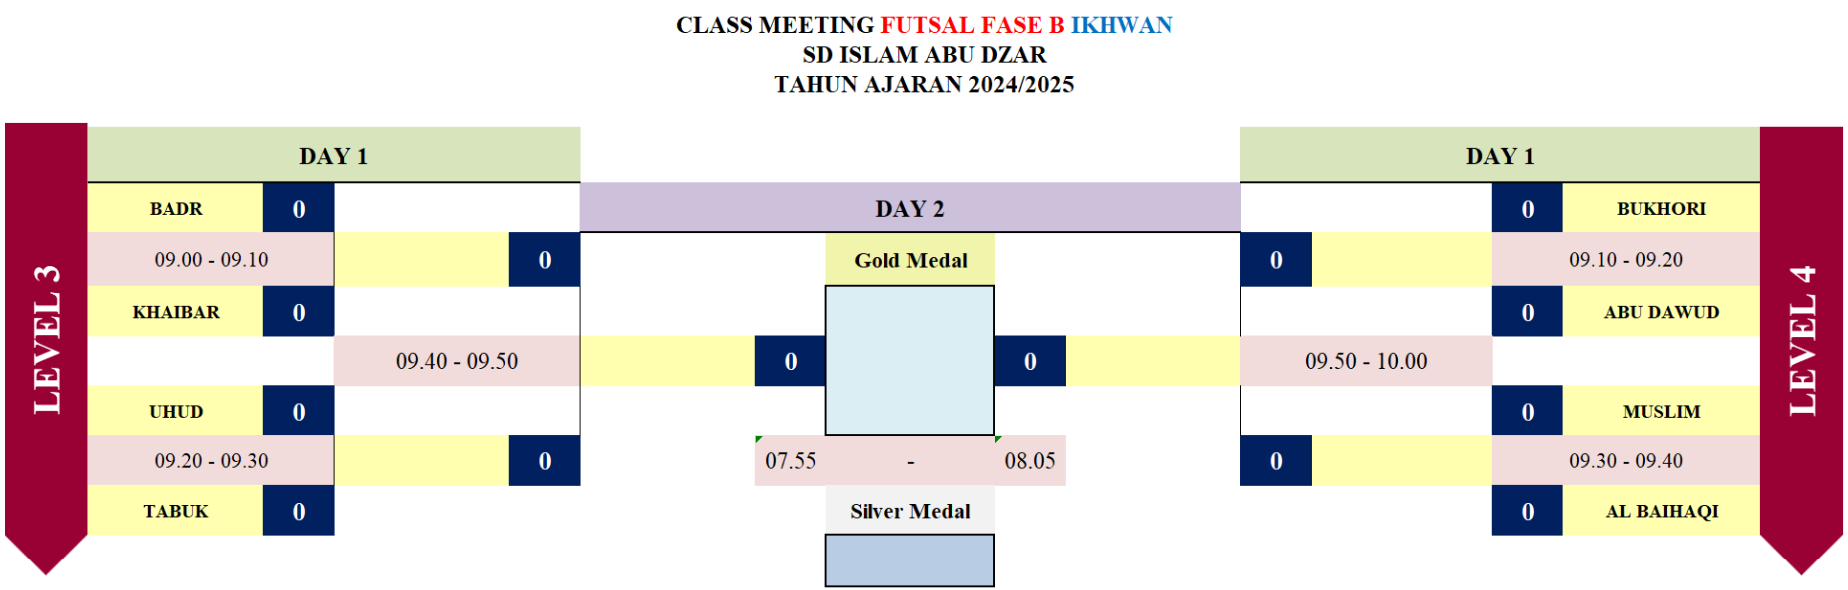 CLASS MEETING FUTSAL FASE B IKHWAN
SD ISLAM ABU DZAR
TAHUN AJARAN 2024/2025
LEVEL 3
DAY 1
BADR 0
09.00 - 09.10
0
KHAIBAR 0
09.40 - 09.50
UHUD 0
09.20 - 09.30
0
TABUK 0
DAY 2
Gold Medal
0
0
07.55 - 08.05
Silver Medal
DAY 1
0 BUKHORI
0
09.10 - 09.20
0 ABU DAWUD
09.50 - 10.00
0 MUSLIM
0
09.30 - 09.40
0 AL BAIHAQI
LEVEL 4